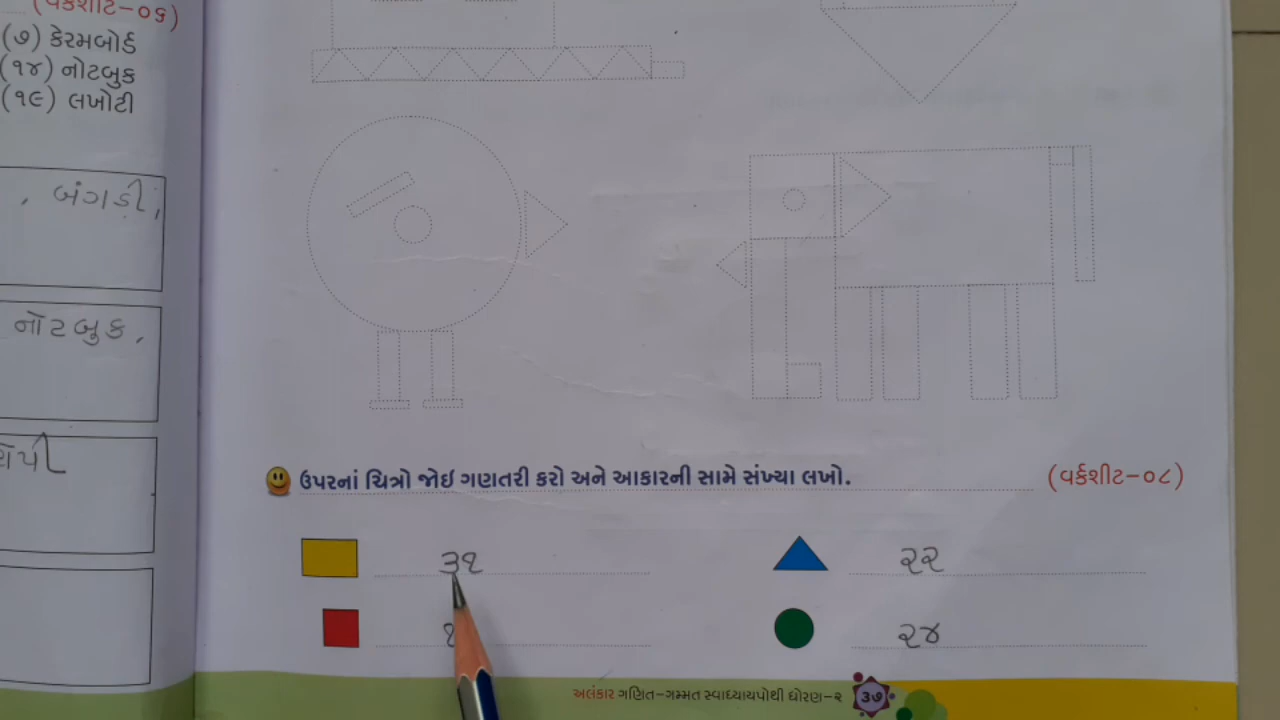 (વર્કશીટ-૦૬)
(૭) કેરમબોર્ડ
(૧૪) નોટબુક
(૧૯) લખોટી
, બંગડી,
નોટબુક,
ઉપરનાં ચિત્રો જોઈ ગણતરી કરો અને આકારની સામે સંખ્યા લખો.
(વર્કશીટ-૦૮)
૩૧
૨૨
૨૪
અલંકાર ગણિત-ગમ્મત સ્વાધ્યાયપોથી ધોરણ-૨
૩૭